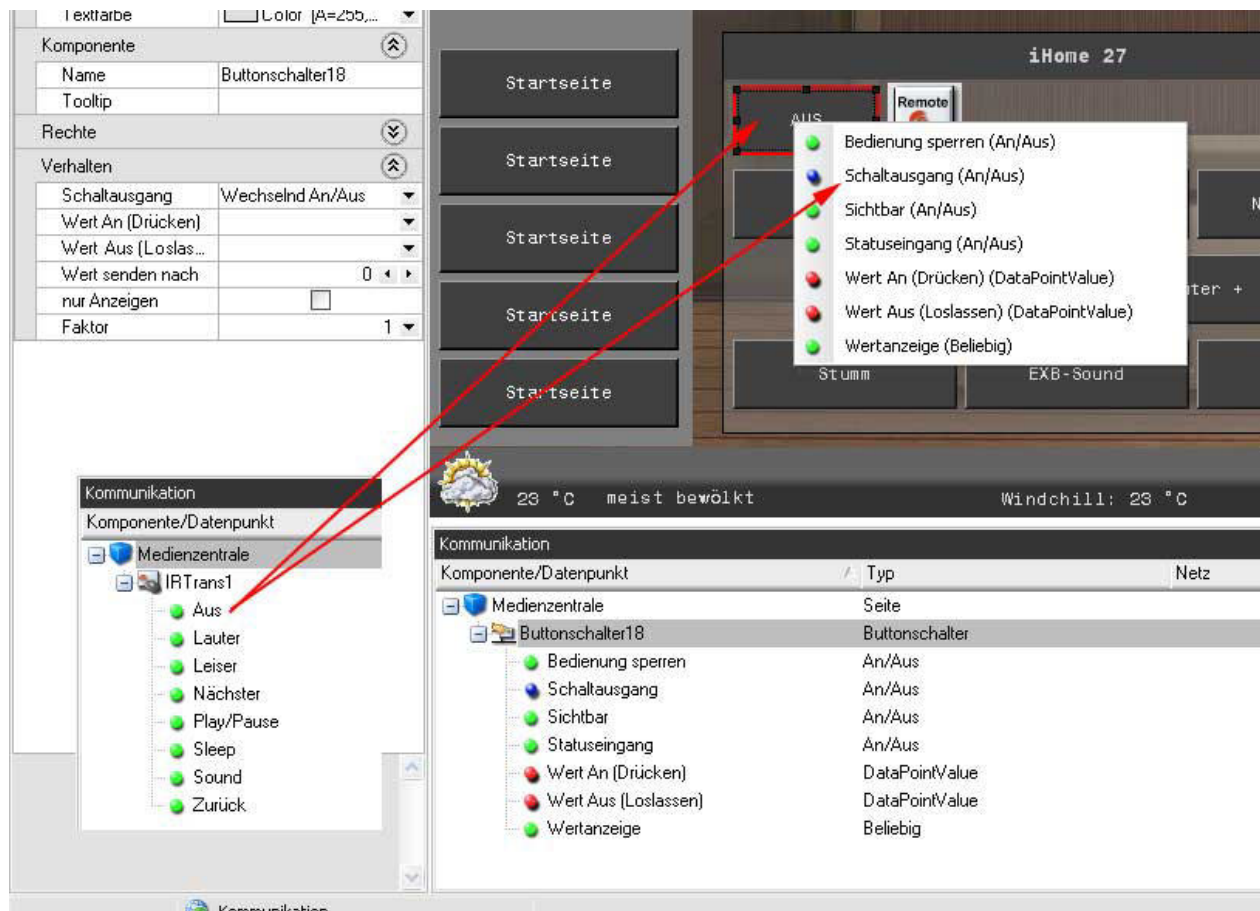 Textfarbe Color [A=255,...
Komponente
Name Buttonschalter18
Tooltip
Rechte
Verhalten
Schaltausgang Wechselnd An/Aus
Wert An (Drücken)
Wert Aus (Loslas...
Wert senden nach 0
nur Anzeigen
Faktor 1
Kommunikation
Komponente/Datenpunkt
Medienzentrale
IRTrans1
Aus
Lauter
Leiser
Nächster
Play/Pause
Sleep
Sound
Zurück
Kommunikation
Startseite
Startseite
Startseite
Startseite
Startseite
iHome 27
AUS
Remote
Bedienung sperren (An/Aus)
Schaltausgang (An/Aus)
Sichtbar (An/Aus)
Statuseingang (An/Aus)
Wert An (Drücken) (DataPointValue)
Wert Aus (Loslassen) (DataPointValue)
Wertanzeige (Beliebig)
N
ter +
Stumm
EXB-Sound
23 °C meist bewölkt Windchill: 23 °C
Kommunikation
Komponente/Datenpunkt Typ Netz
Medienzentrale Seite
Buttonschalter18 Buttonschalter
Bedienung sperren An/Aus
Schaltausgang An/Aus
Sichtbar An/Aus
Statuseingang An/Aus
Wert An (Drücken) DataPointValue
Wert Aus (Loslassen) DataPointValue
Wertanzeige Beliebig